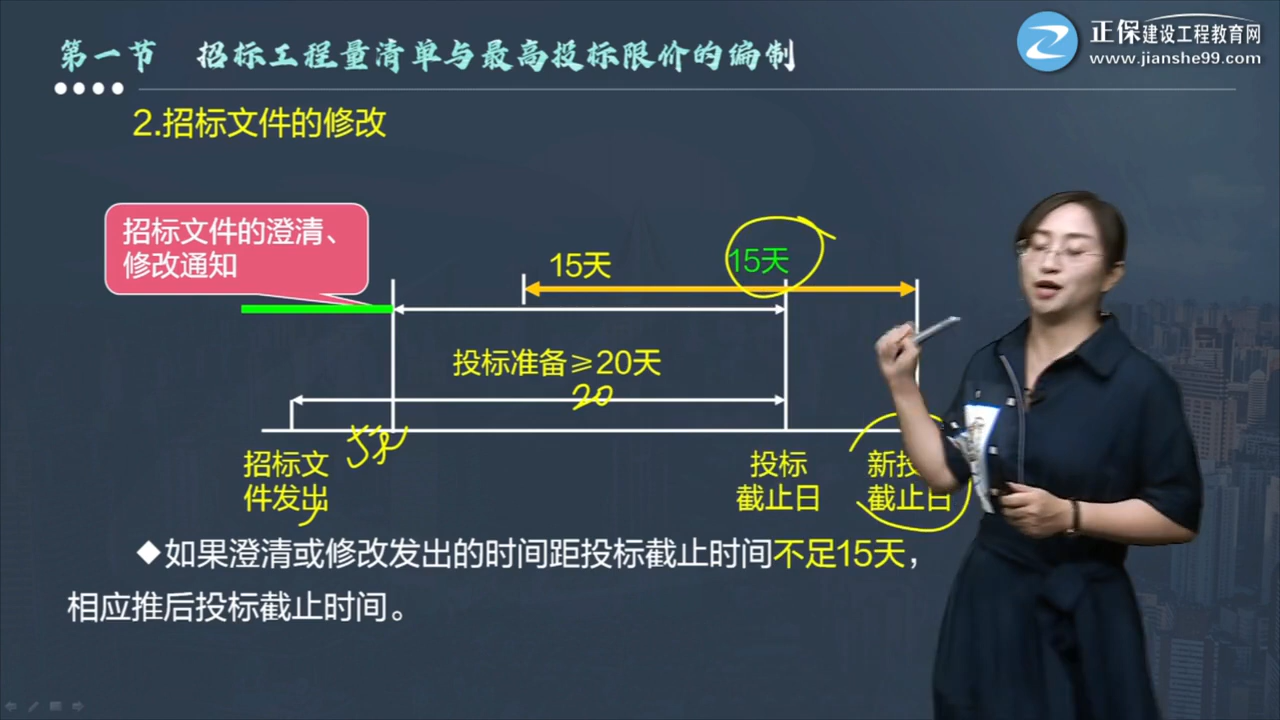 第一节 招标工程量清单与最高投标限价的编制
正保建设工程教育网
www.jianshe99.com
2.招标文件的修改
招标文件的澄清、
修改通知
15天
15天
投标准备≥20天
20
招标文
件发出
投标
截止日
新投
截止日
◆如果澄清或修改发出的时间距投标截止时间不足15天，
相应推后投标截止时间。